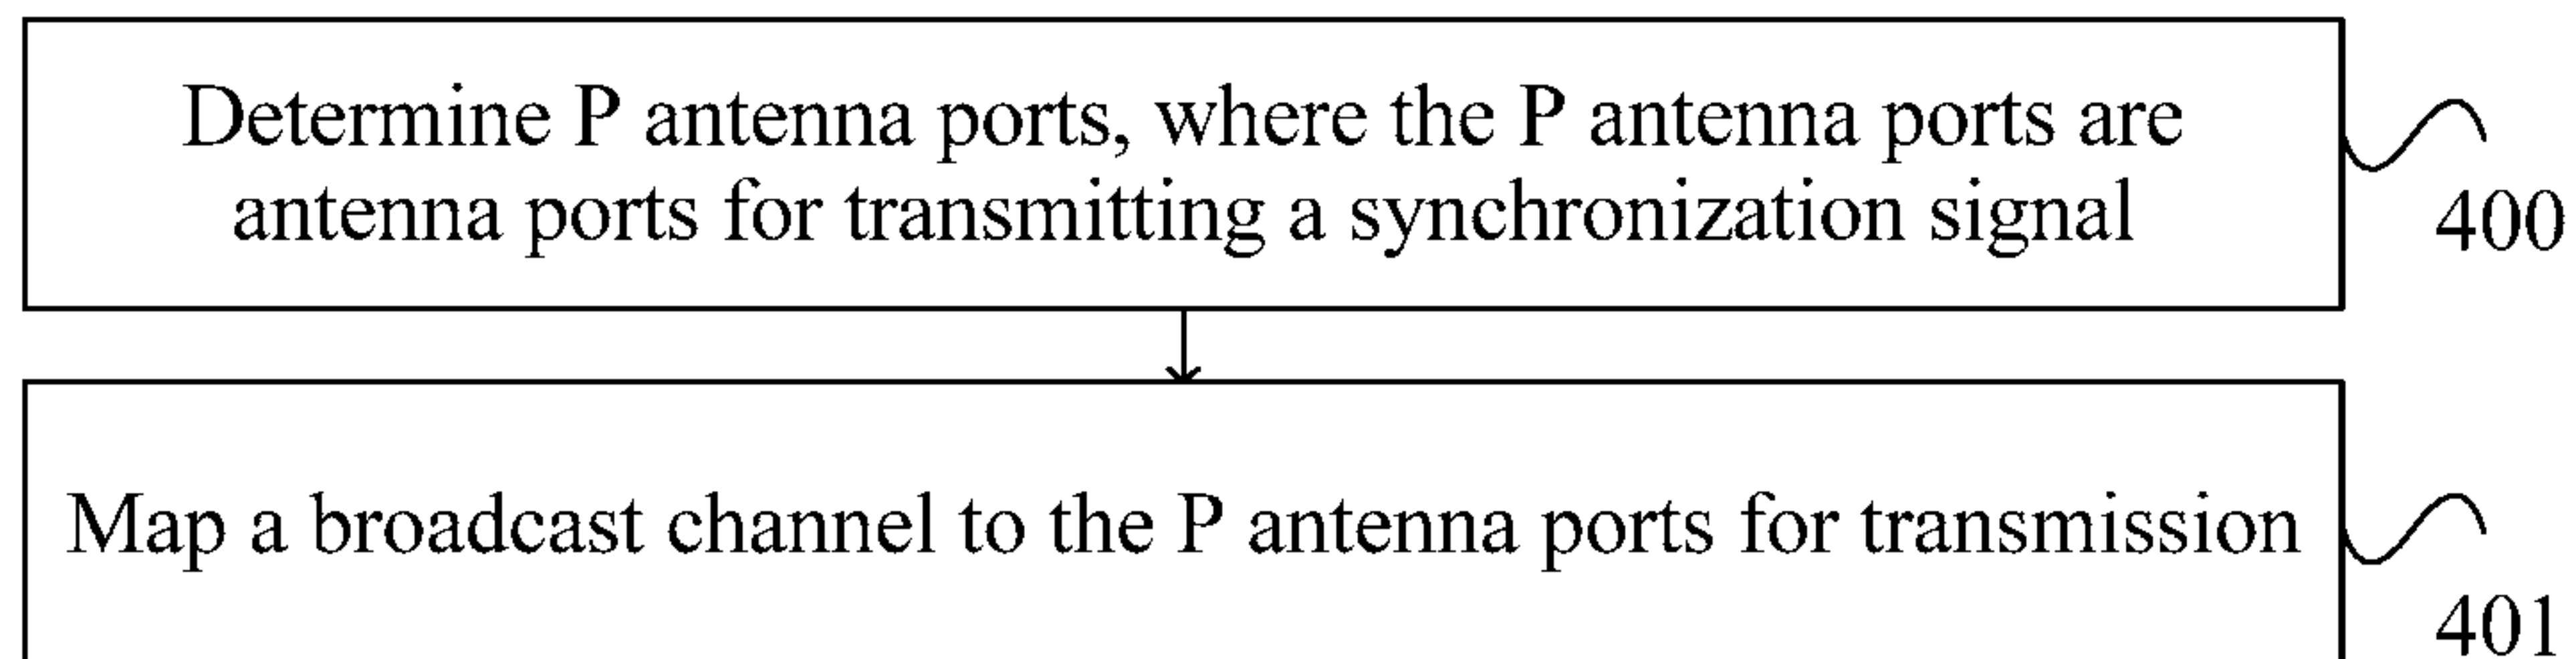 Determine P antenna ports, where the P antenna ports are
antenna ports for transmitting a synchronization signal
400
Map a broadcast channel to the P antenna ports for transmission
401